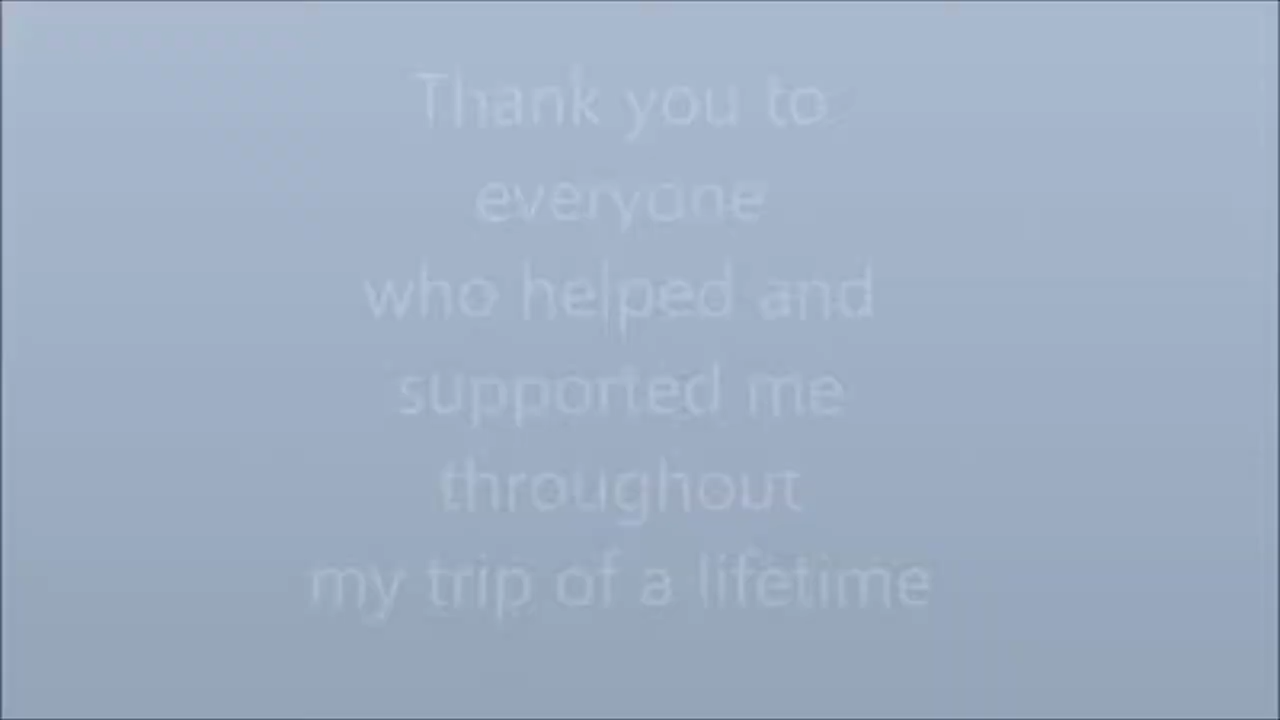 Thank you to
everyone
who helped and
supported me
throughout
my trip of a lifetime